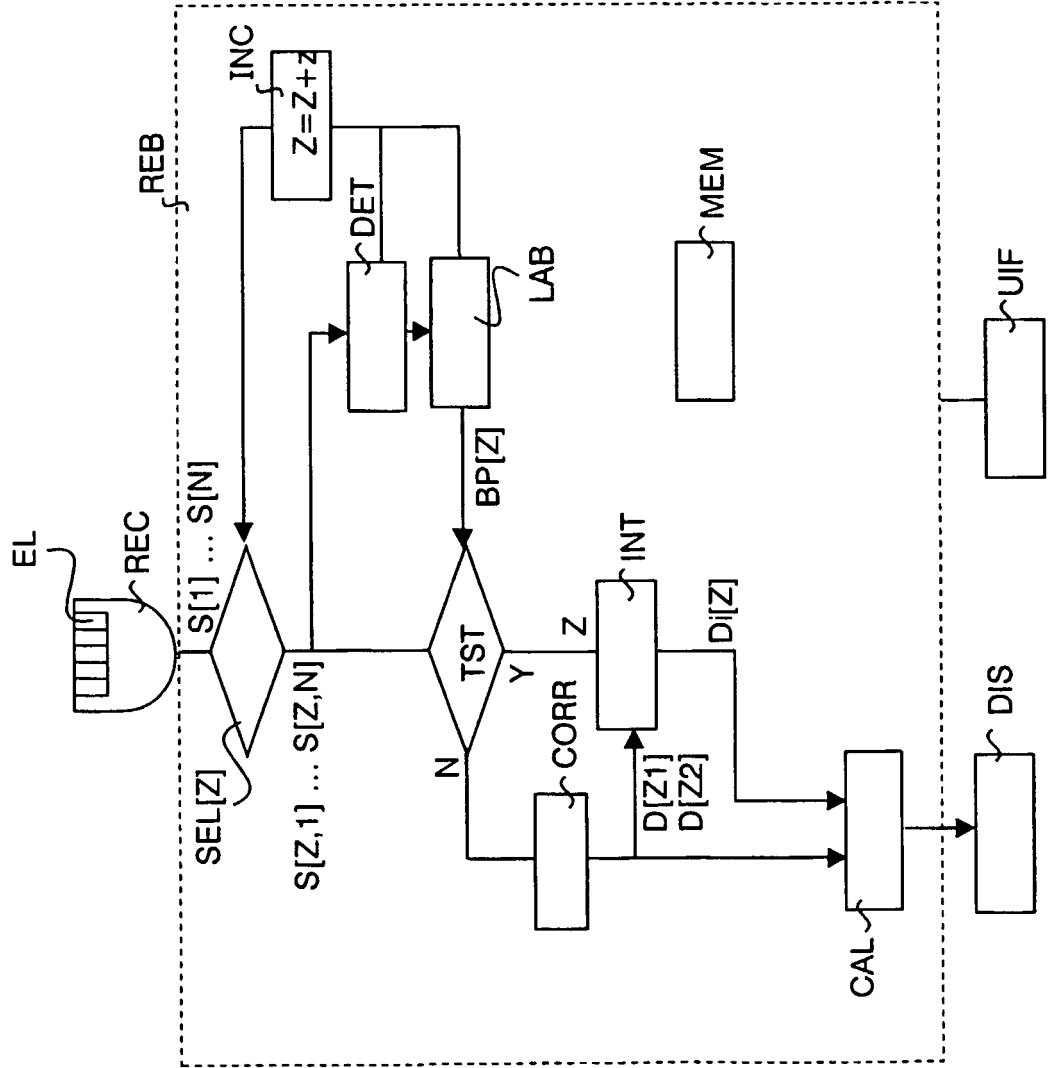 EL
REC
REB
S[1] ... S[N]
INC
Z=Z+z
SEL[Z]
DET
S[Z,1] ... S[Z,N]
LAB
BP[Z]
TST
N
Y
Z
CORR
INT
MEM
D[Z1]
D[Z2]
Di[Z]
CAL
DIS
UIF